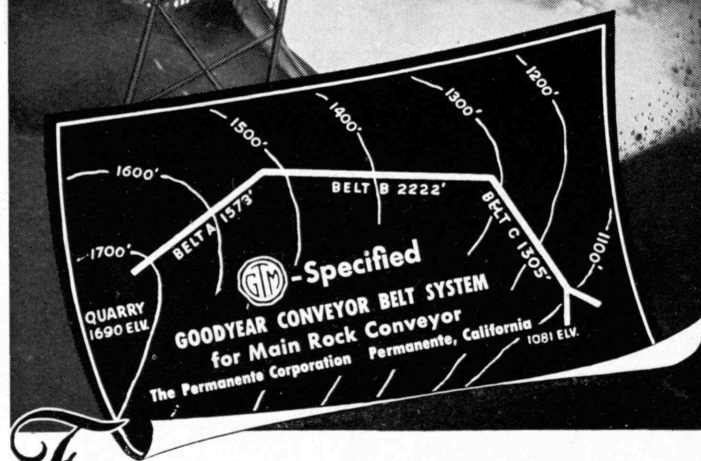 1200'
1300'
1400'
1500'
1600'
1700'
BELT A 1573'
BELT B 2222'
BELT C 1305'
1100'
QUARRY
1690 ELV.
1081 ELV.
GTM-Specified
GOODYEAR CONVEYOR BELT SYSTEM
for Main Rock Conveyor
The Permanente Corporation Permanente, California
T